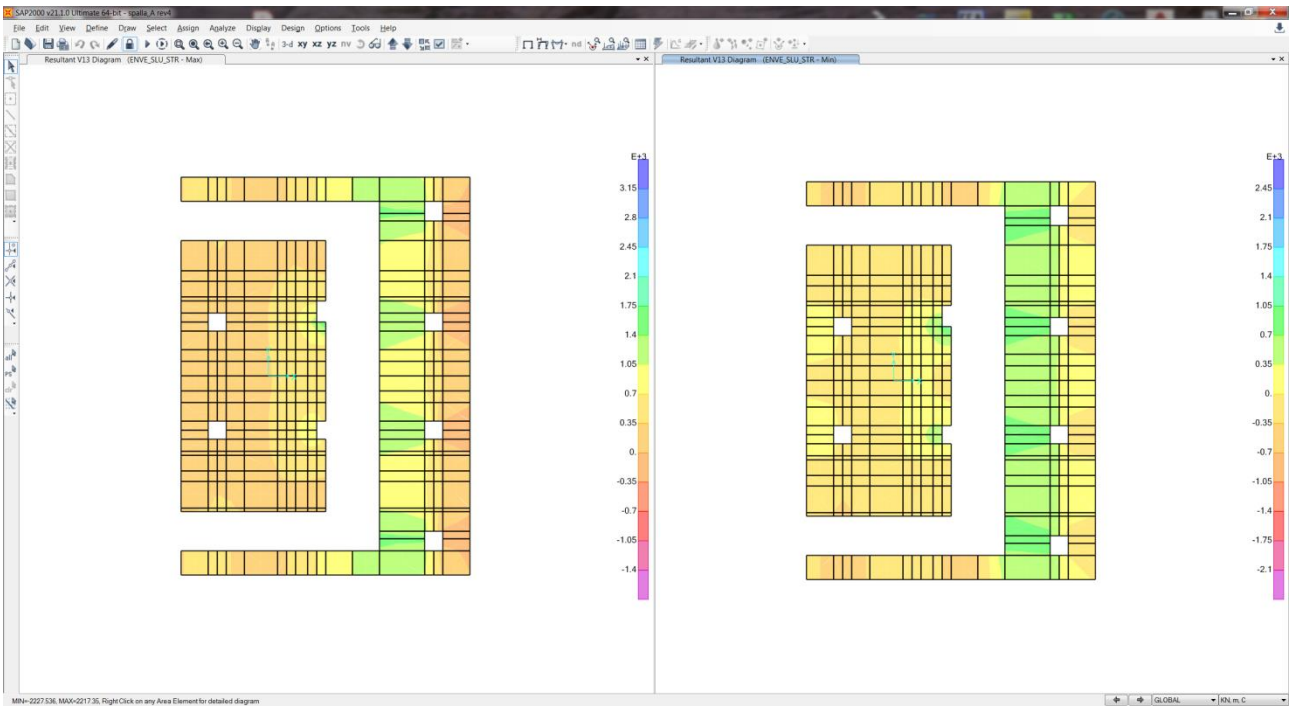 SAP2000 v21.1.0 Ultimate 64-bit - spalla_A rev4
File Edit View Define Draw Select Assign Analyze Display Design Options Tools Help
3-d xy xz yz nv
nd
Resultant V13 Diagram (ENVE_SLU_STR - Max)
Resultant V13 Diagram (ENVE_SLU_STR - Min)
E+3
3.15
2.8
2.45
2.1
1.75
1.4
1.05
0.7
0.35
0.
-0.35
-0.7
-1.05
-1.4
E+3
2.45
2.1
1.75
1.4
1.05
0.7
0.35
0.
-0.35
-0.7
-1.05
-1.4
-1.75
-2.1
MIN=-2227.536, MAX=2217.35, Right Click on any Area Element for detailed diagram
GLOBAL
KN, m, C